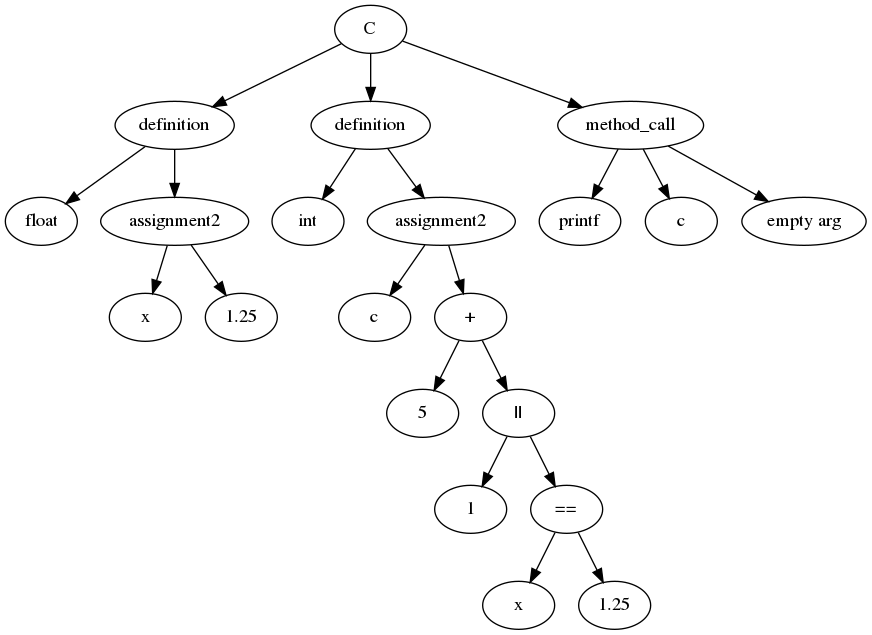 C
definition
definition
method_call
float
assignment2
int
assignment2
printf
c
empty arg
x
1.25
c
+
5
||
1
==
x
1.25